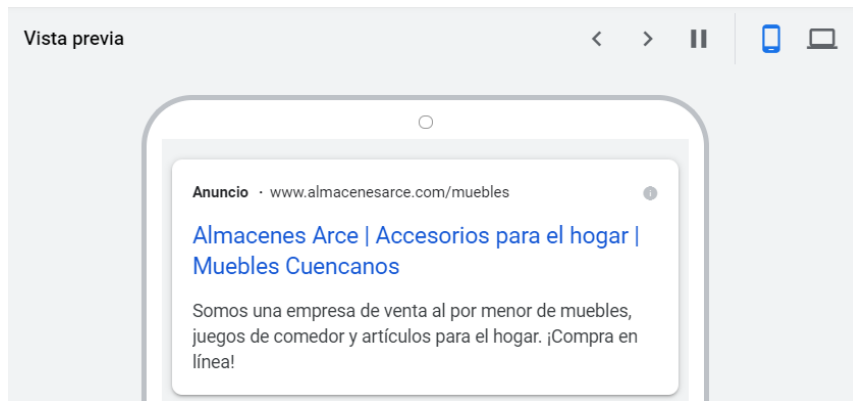 Vista previa
Anuncio · www.almacenesarce.com/muebles
Almacenes Arce | Accesorios para el hogar |
Muebles Cuencanos
Somos una empresa de venta al por menor de muebles,
juegos de comedor y artículos para el hogar. ¡Compra en
línea!